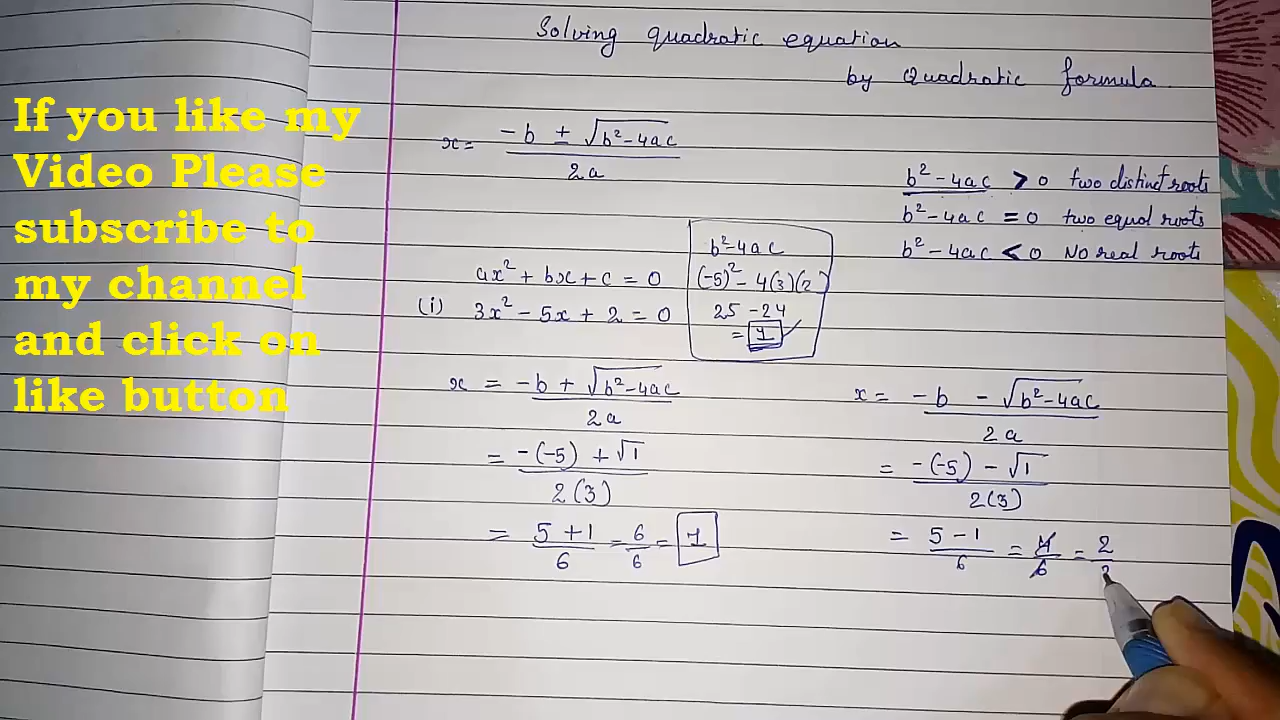 If you like my
Video Please
subscribe to
my channel
and click on
like button
Solving quadratic equation
by Quadratic formula
x = -b ± √b²-4ac / 2a
b²-4ac > 0 two distinct roots
b²-4ac = 0 two equal roots
b²-4ac < 0 No real roots
ax² + bx + c = 0
(i) 3x² - 5x + 2 = 0
b²-4ac
(-5)² - 4(3)(2)
25 - 24
= 1
x = -b + √b²-4ac / 2a
= -(-5) + √1 / 2(3)
= 5+1 / 6 = 6/6 = 1
x = -b - √b²-4ac / 2a
= -(-5) - √1 / 2(3)
= 5-1 / 6 = 4/6 = 2/3